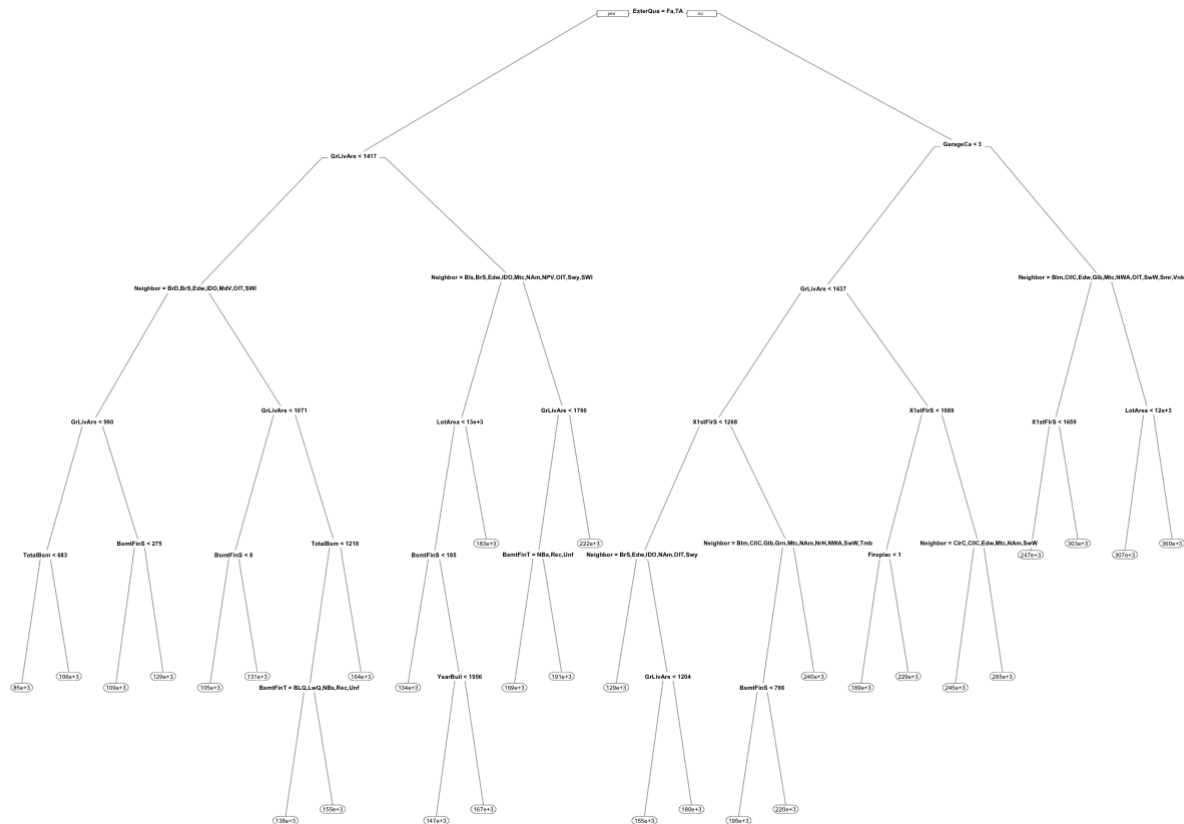 yes ExterQua = Fa,TA no
GarageCa < 3
GrLivAre < 1417
Neighbor = Bls,BrS,Edw,IDO,Mtc,NAm,NPV,OlT,Swy,SWI
Neighbor = Blm,ClIC,Edw,Glb,Mtc,NWA,OlT,SwW,Smr,Vnk
Neighbor = BrD,BrS,Edw,IDO,MdV,OlT,SWI
GrLivAre < 1637
GrLivAre < 1071
GrLivAre < 1760
X1stFlrS < 1089
LotArea < 12e+3
GrLivAre < 990
LotArea < 13e+3
X1stFlrS < 1268
X1stFlrS < 1659
BsmtFinS < 275
TotalBsm < 1218
183e+3
222e+3
Neighbor = Blm,ClIC,Glb,Grn,Mtc,NAm,NrH,NWA,SwW,Tmb
Neighbor = ClrC,ClIC,Edw,Mtc,NAm,SwW
303e+3
360e+3
TotalBsm < 683
BsmtFinS < 8
BsmtFinS < 185
BsmtFinT = NBs,Rec,Unf
Neighbor = BrS,Edw,IDO,NAm,OlT,Swy
Fireplac < 1
247e+3
307e+3
106e+3
129e+3
131e+3
164e+3
YearBuil < 1956
191e+3
GrLivAre < 1204
240e+3
229e+3
285e+3
85e+3
109e+3
105e+3
BsmtFinT = BLQ,LwQ,NBs,Rec,Unf
134e+3
169e+3
129e+3
BsmtFinS < 786
189e+3
245e+3
155e+3
167e+3
180e+3
220e+3
138e+3
147e+3
155e+3
195e+3